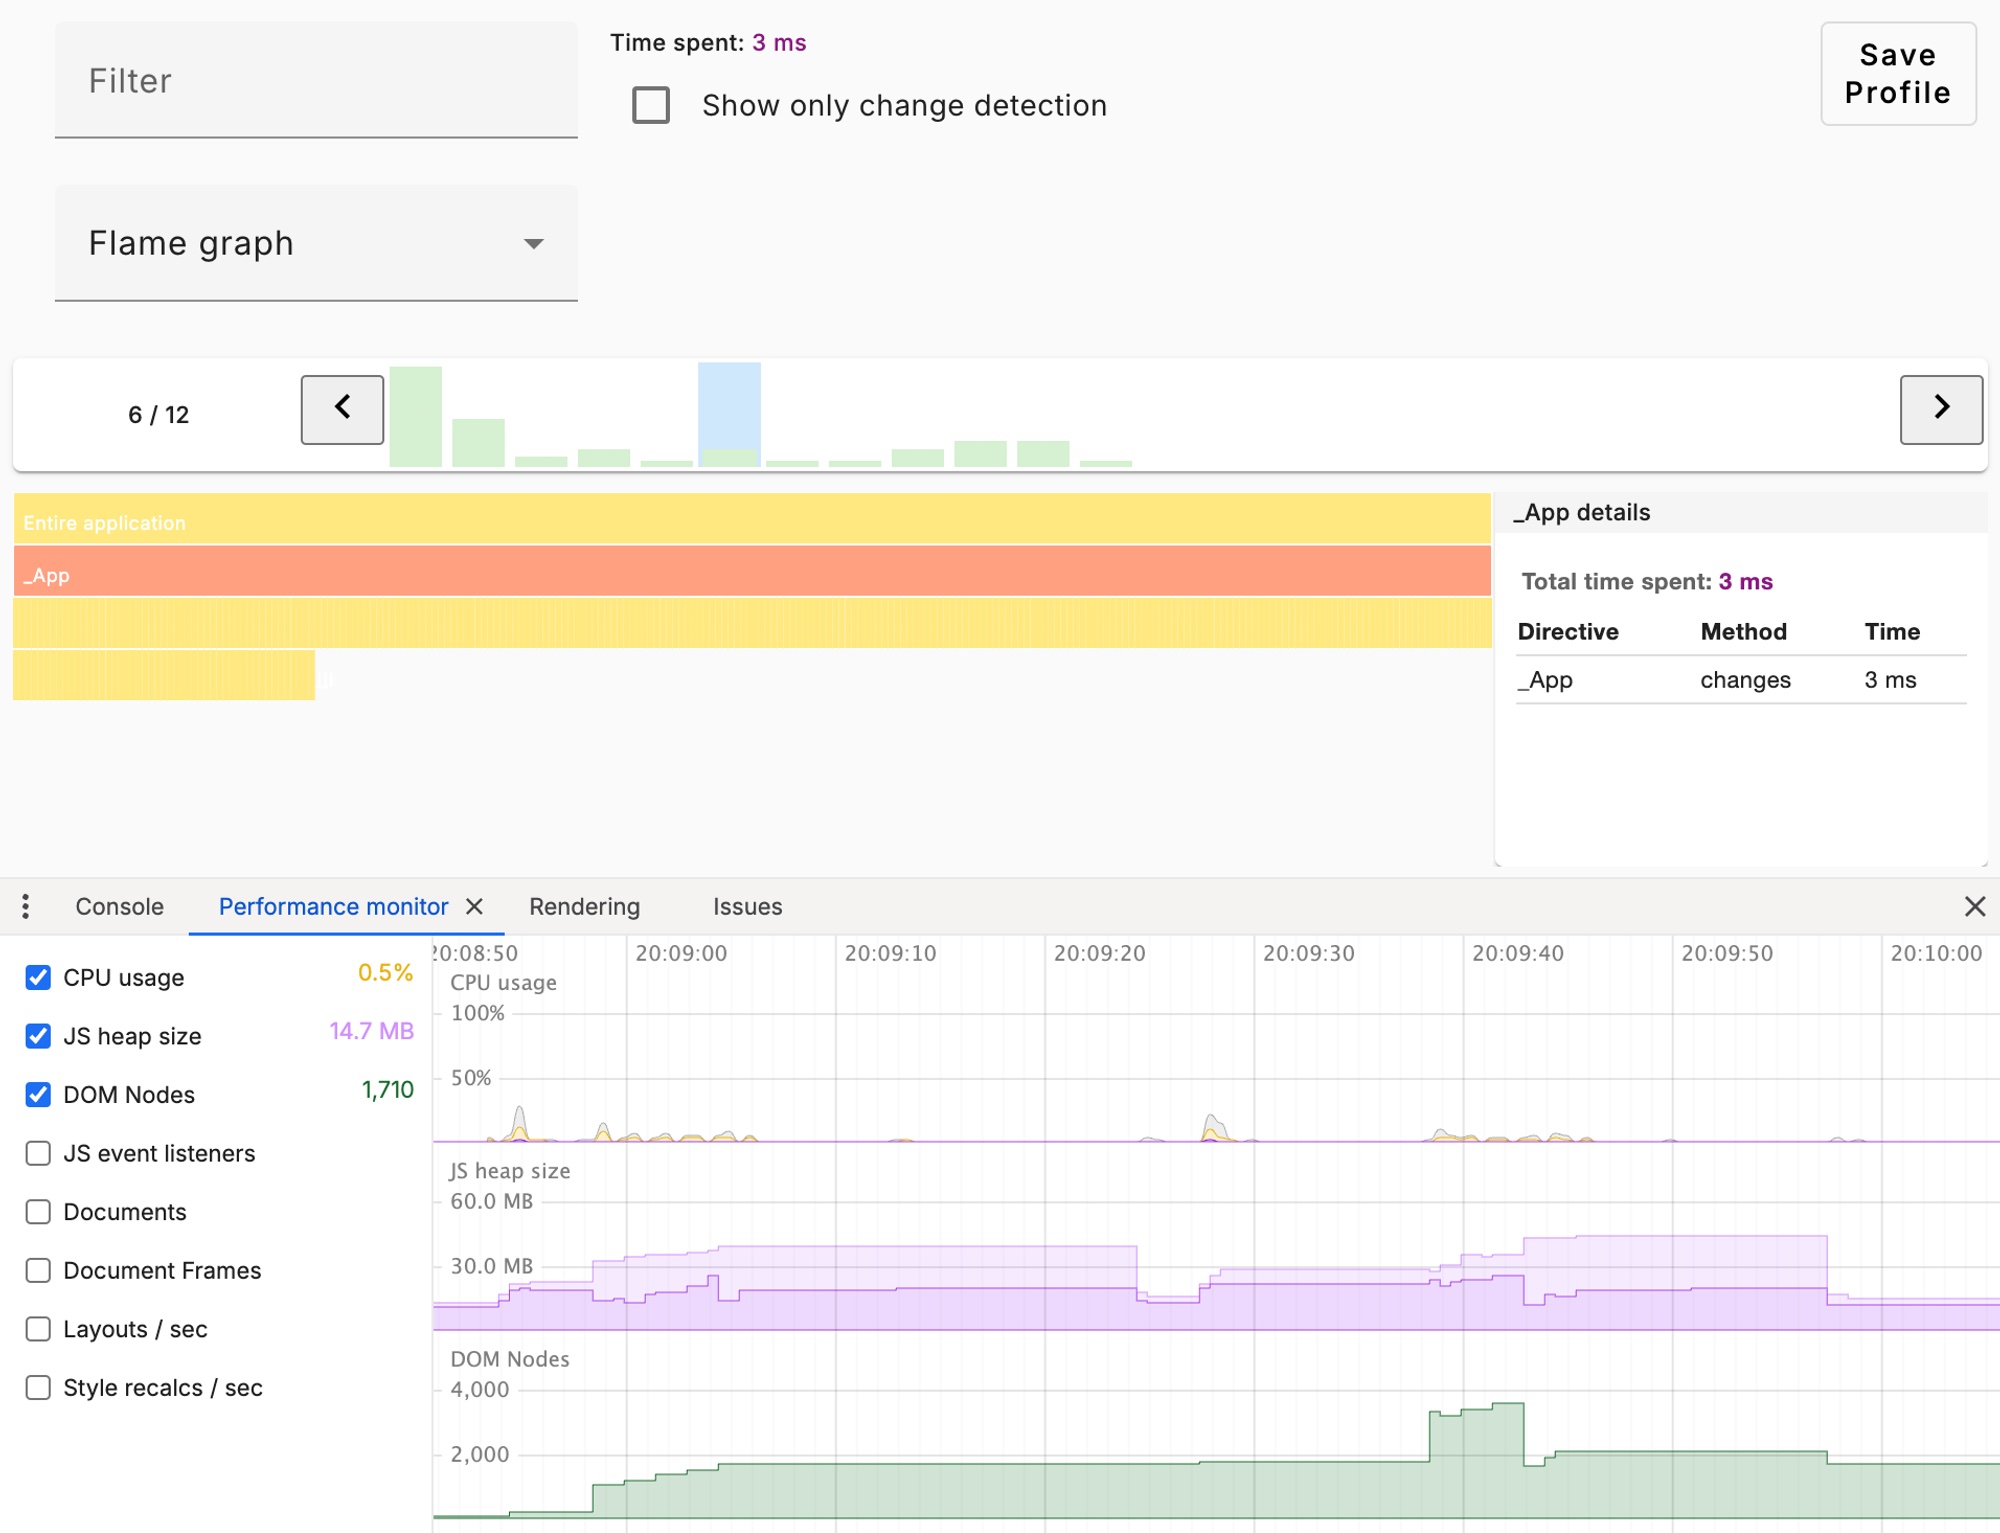 Filter
Time spent: 3 ms
Show only change detection
Save
Profile
Flame graph
6 / 12
Entire application
_App
_App details
Total time spent: 3 ms
Directive Method Time
_App changes 3 ms
Console Performance monitor Rendering Issues
CPU usage 0.5%
JS heap size 14.7 MB
DOM Nodes 1,710
JS event listeners
Documents
Document Frames
Layouts / sec
Style recalcs / sec
20:08:50 20:09:00 20:09:10 20:09:20 20:09:30 20:09:40 20:09:50 20:10:00
CPU usage
100%
50%
JS heap size
60.0 MB
30.0 MB
DOM Nodes
4,000
2,000